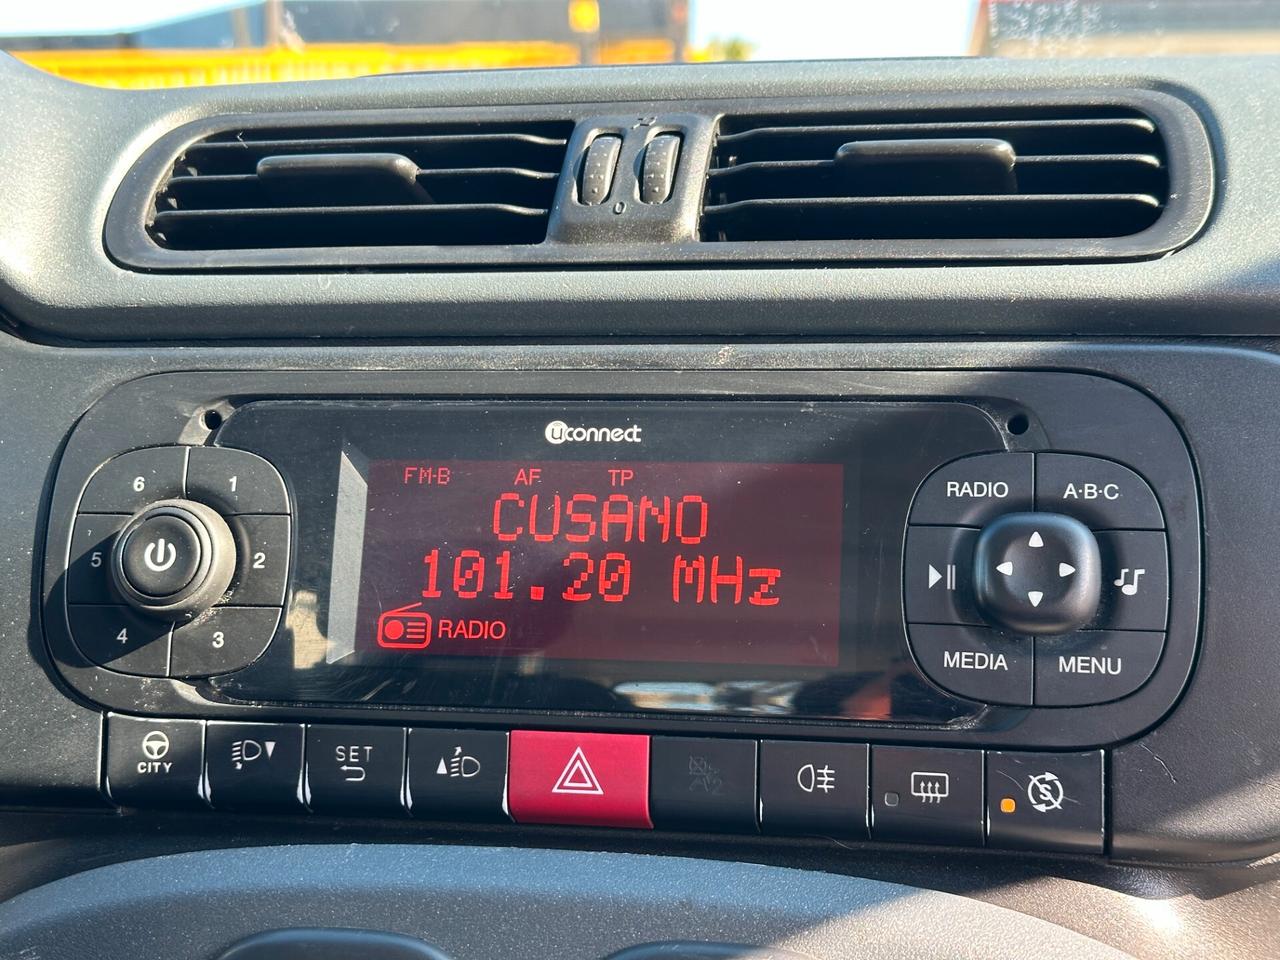 0
uconnect
FM-B AF TP
CUSANO
101.20 MHz
RADIO
6 1
5 2
4 3
RADIO A·B·C
MEDIA MENU
CITY
SET
S